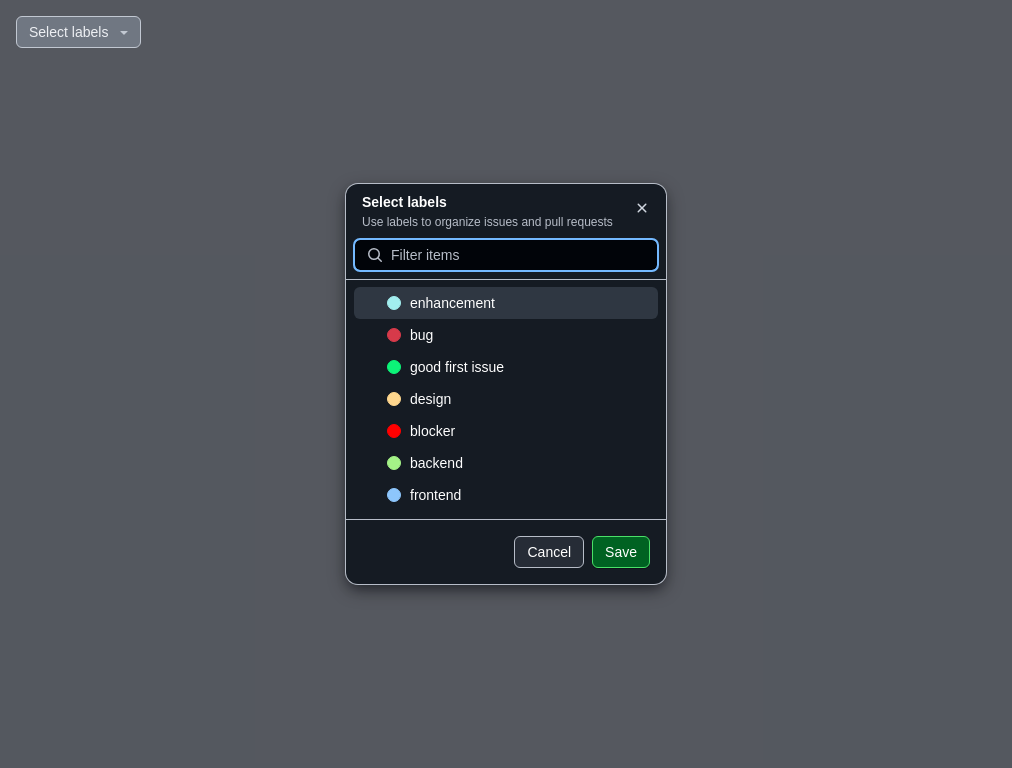 Select labels
Select labels
Use labels to organize issues and pull requests
Filter items
enhancement
bug
good first issue
design
blocker
backend
frontend
Cancel
Save